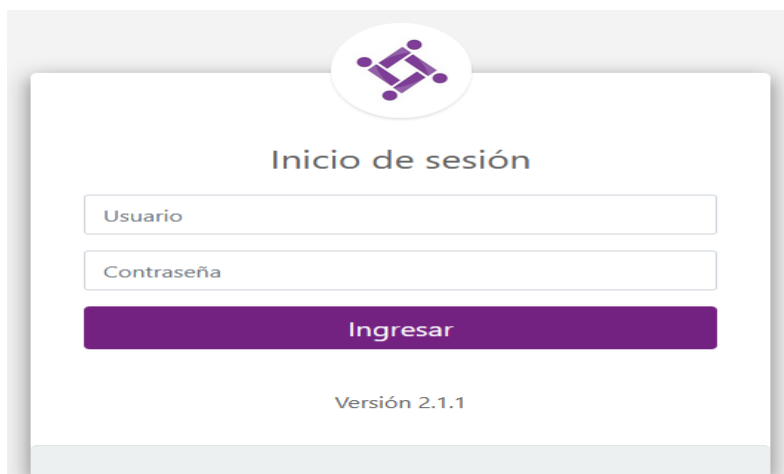 Inicio de sesión
Usuario
Contraseña
Ingresar
Versión 2.1.1